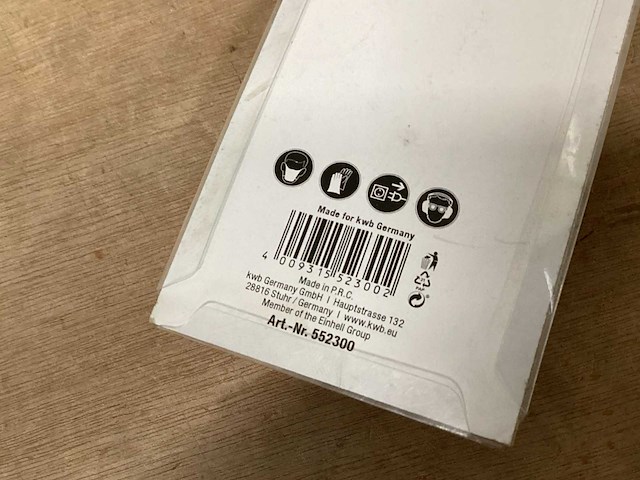 Made for kwb Germany
4 009315 523002
Made in P.R.C.
kwb Germany GmbH | Hauptstrasse 132
28816 Stuhr / Germany | www.kwb.eu
Member of the Einhell Group
Art.-Nr. 552300